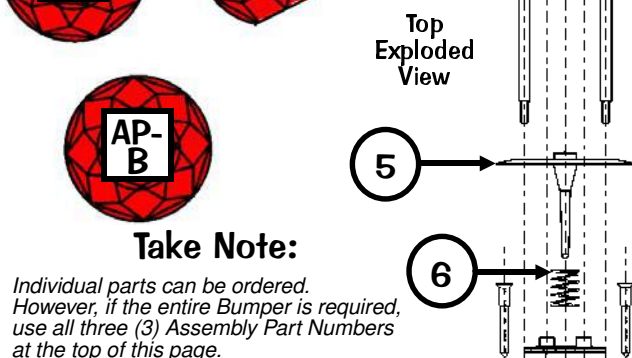 Top
Exploded
View
AP-
B
5
Take Note:
6
Individual parts can be ordered.
However, if the entire Bumper is required,
use all three (3) Assembly Part Numbers
at the top of this page.